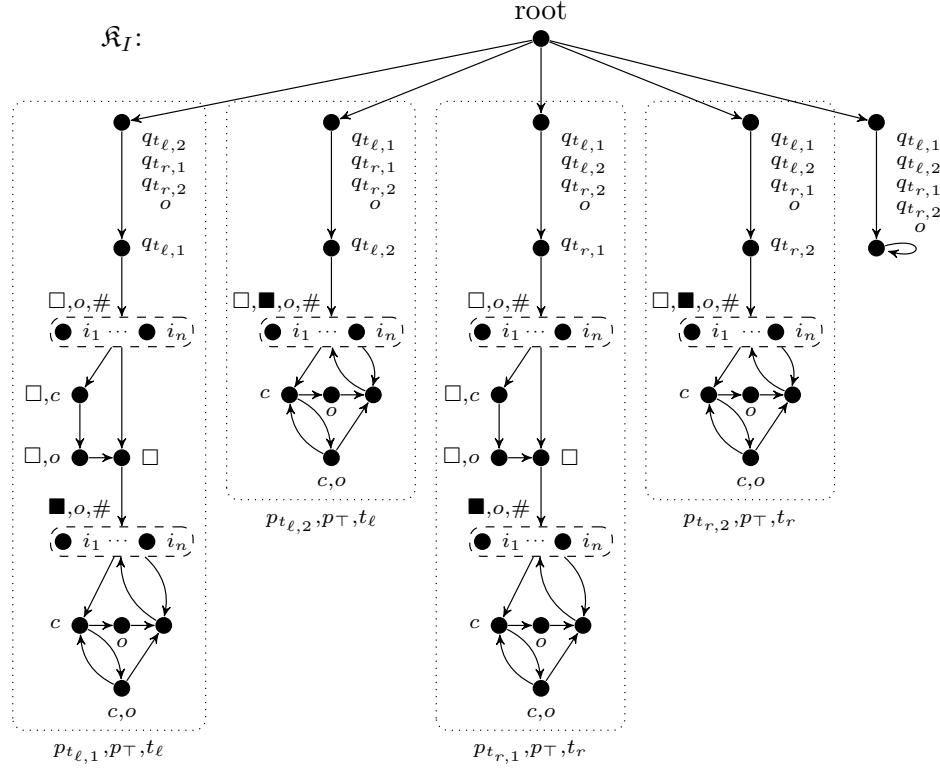 root
𝔎_I:
q_{t_{ℓ,2}}
q_{t_{r,1}}
q_{t_{r,2}}
o
q_{t_{ℓ,1}}
q_{t_{r,1}}
q_{t_{r,2}}
o
q_{t_{ℓ,1}}
q_{t_{ℓ,2}}
q_{t_{r,2}}
o
q_{t_{ℓ,1}}
q_{t_{ℓ,2}}
q_{t_{r,1}}
o
q_{t_{ℓ,1}}
q_{t_{ℓ,2}}
q_{t_{r,1}}
q_{t_{r,2}}
o
q_{t_{ℓ,1}}
q_{t_{ℓ,2}}
q_{t_{r,1}}
q_{t_{r,2}}
□,o,#
□,■,o,#
□,o,#
□,■,o,#
i_1 ··· i_n
i_1 ··· i_n
i_1 ··· i_n
i_1 ··· i_n
□,c
c
o
□,c
c
o
□,o
□
c,o
□,o
□
c,o
■,o,#
p_{t_{ℓ,2}},p_⊤,t_ℓ
■,o,#
p_{t_{r,2}},p_⊤,t_r
i_1 ··· i_n
i_1 ··· i_n
c
o
c
o
c,o
c,o
p_{t_{ℓ,1}},p_⊤,t_ℓ
p_{t_{r,1}},p_⊤,t_r